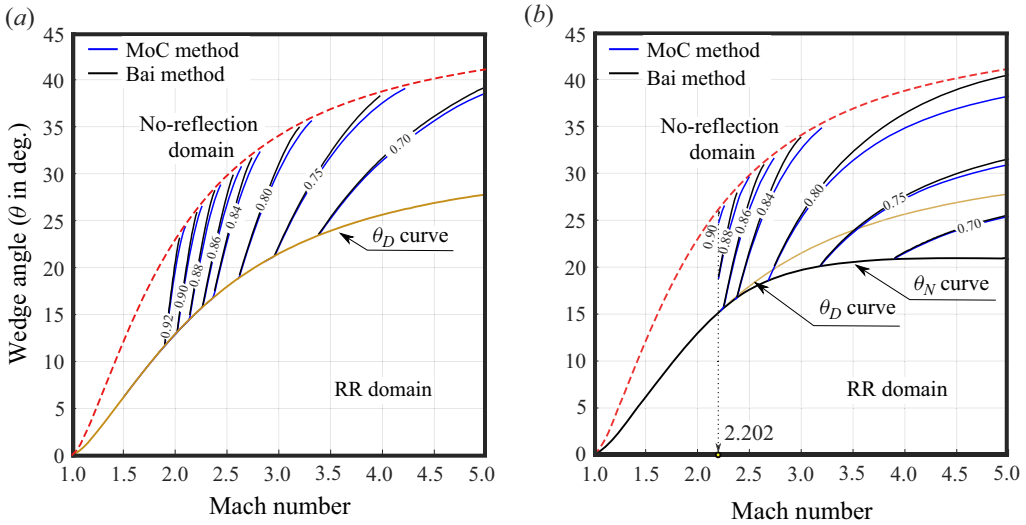 (a)
45
40
35
30
25
20
15
10
5
0
Wedge angle (θ in deg.)
MoC method
Bai method
No-reflection
domain
0.92
0.90
0.88
0.86
0.84
0.80
0.75
0.70
θD curve
RR domain
1.0 1.5 2.0 2.5 3.0 3.5 4.0 4.5 5.0
Mach number
(b)
45
40
35
30
25
20
15
10
5
0
MoC method
Bai method
No-reflection
domain
0.90
0.88
0.86
0.84
0.80
0.75
0.70
θN curve
θD curve
RR domain
2.202
1.0 1.5 2.0 2.5 3.0 3.5 4.0 4.5 5.0
Mach number